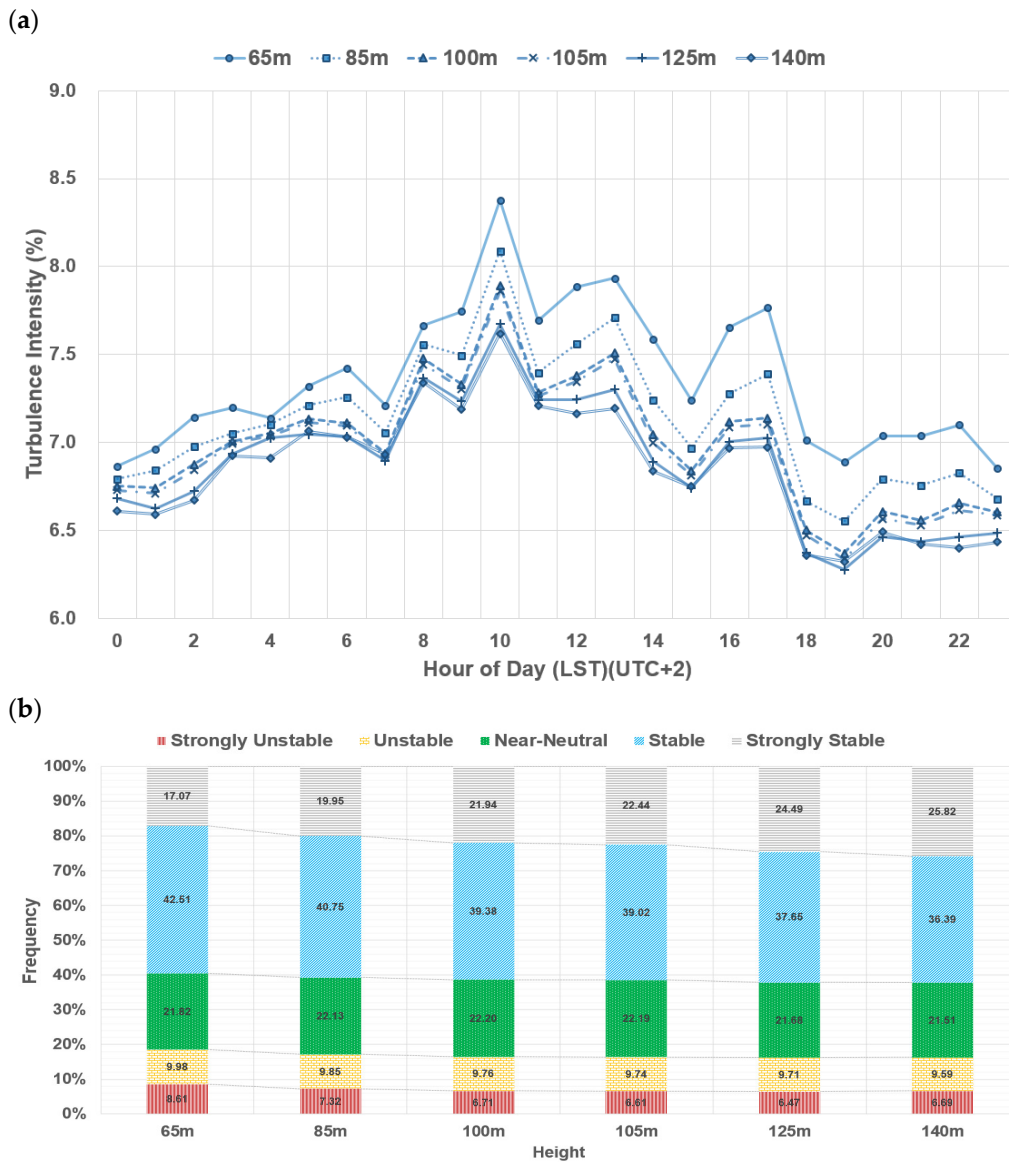 (a)
65m 85m 100m 105m 125m 140m
9.0
8.5
8.0
7.5
7.0
6.5
6.0
Turbulence Intensity (%)
0 2 4 6 8 10 12 14 16 18 20 22
Hour of Day (LST)(UTC+2)
(b)
Strongly Unstable Unstable Near-Neutral Stable Strongly Stable
100%
90%
80%
70%
60%
50%
40%
30%
20%
10%
0%
Frequency
17.07 19.95 21.94 22.44 24.49 25.82
42.51 40.75 39.38 39.02 37.65 36.39
21.82 22.13 22.20 22.19 21.68 21.51
9.98 9.85 9.76 9.74 9.71 9.59
8.61 7.32 6.71 6.61 6.47 6.69
65m 85m 100m 105m 125m 140m
Height